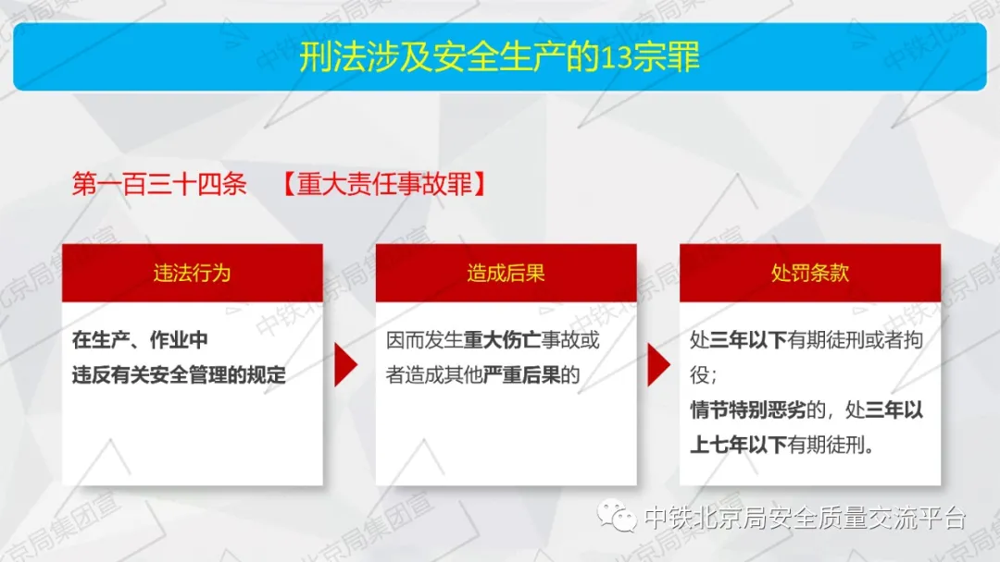 刑法涉及安全生产的13宗罪
第一百三十四条 【重大责任事故罪】
违法行为
在生产、作业中
违反有关安全管理的规定
造成后果
因而发生重大伤亡事故或
者造成其他严重后果的
处罚条款
处三年以下有期徒刑或者拘
役；
情节特别恶劣的，处三年以
上七年以下有期徒刑。
中铁北京局安全质量交流平台